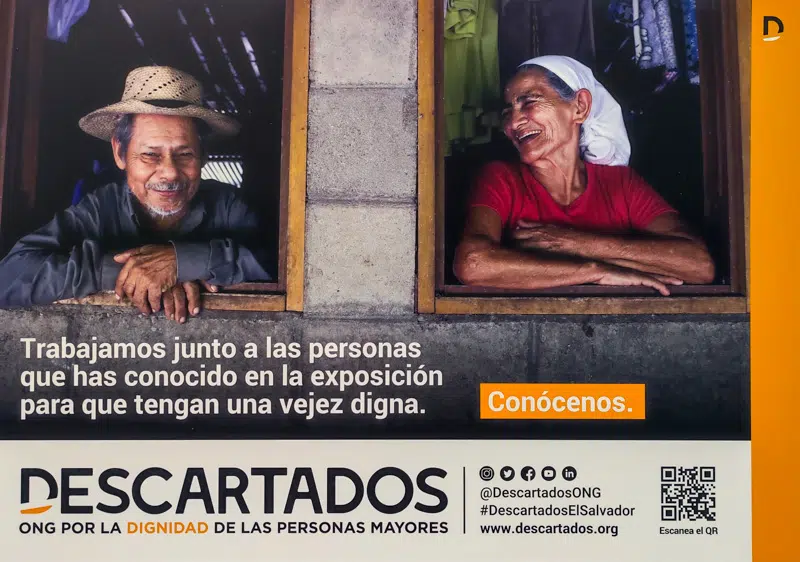 D
Trabajamos junto a las personas
que has conocido en la exposición
para que tengan una vejez digna.
Conócenos.
DESCARTADOS
ONG POR LA DIGNIDAD DE LAS PERSONAS MAYORES
@DescartadosONG
#DescartadosElSalvador
www.descartados.org
Escanea el QR